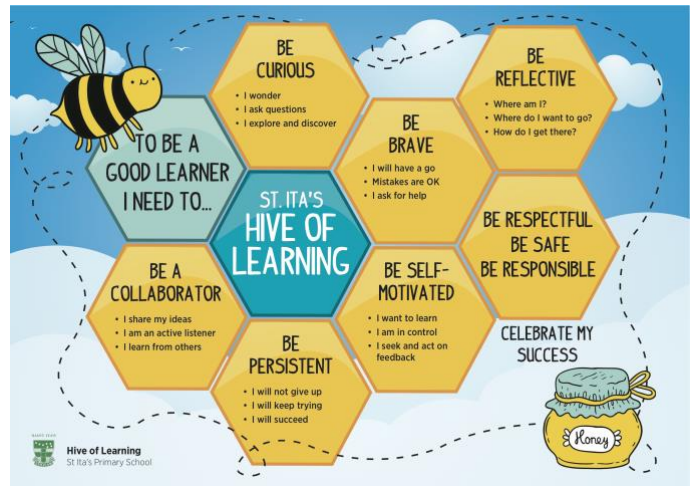 TO BE A
GOOD LEARNER
I NEED TO...
ST. ITA'S
HIVE OF
LEARNING
BE
CURIOUS
• I wonder
• I ask questions
• I explore and discover
BE
BRAVE
• I will have a go
• Mistakes are OK
• I ask for help
BE
REFLECTIVE
• Where am I?
• Where do I want to go?
• How do I get there?
BE RESPECTFUL
BE SAFE
BE RESPONSIBLE
BE A
COLLABORATOR
• I share my ideas
• I am an active listener
• I learn from others
BE
PERSISTENT
• I will not give up
• I will keep trying
• I will succeed
BE SELF-
MOTIVATED
• I want to learn
• I am in control
• I seek and act on
feedback
CELEBRATE MY
SUCCESS
Honey
Hive of Learning
St Ita's Primary School